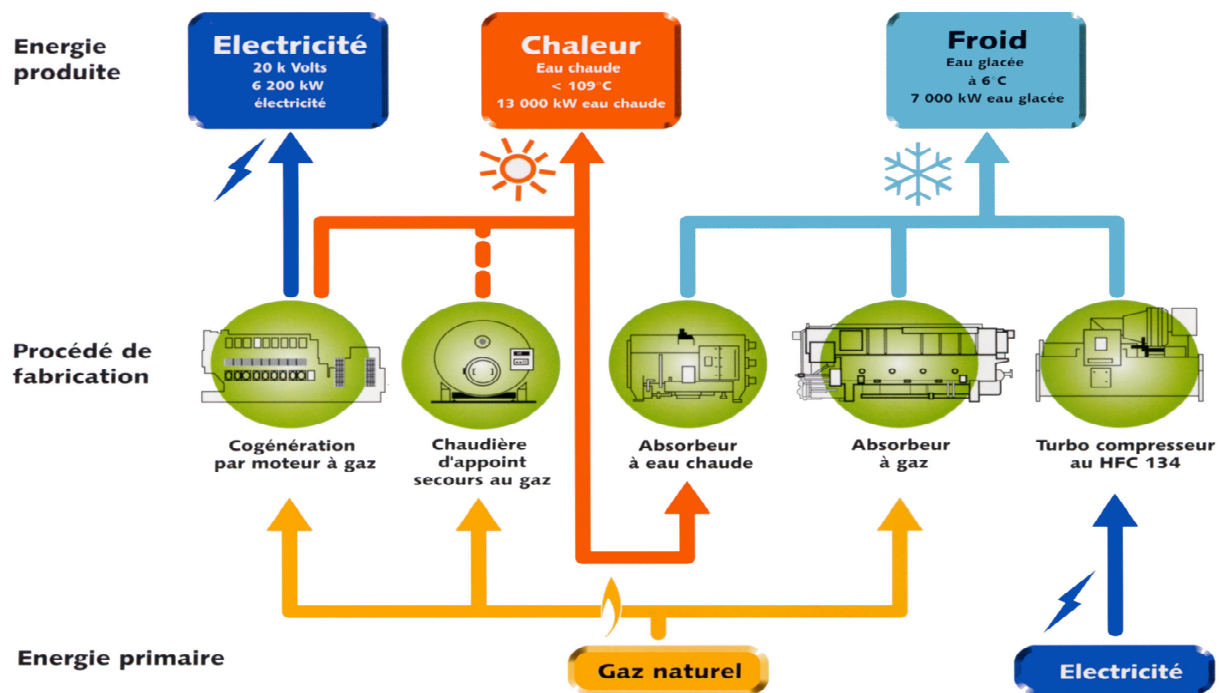 Energie
produite
Electricité
20 k Volts
6 200 kW
électricité
Chaleur
Eau chaude
< 109°C
13 000 kW eau chaude
Froid
Eau glacée
à 6°C
7 000 kW eau glacée
Procédé de
fabrication
Cogénération
par moteur à gaz
Chaudière
d'appoint
secours au gaz
Absorbeur
à eau chaude
Absorbeur
à gaz
Turbo compresseur
au HFC 134
Energie primaire
Gaz naturel
Electricité